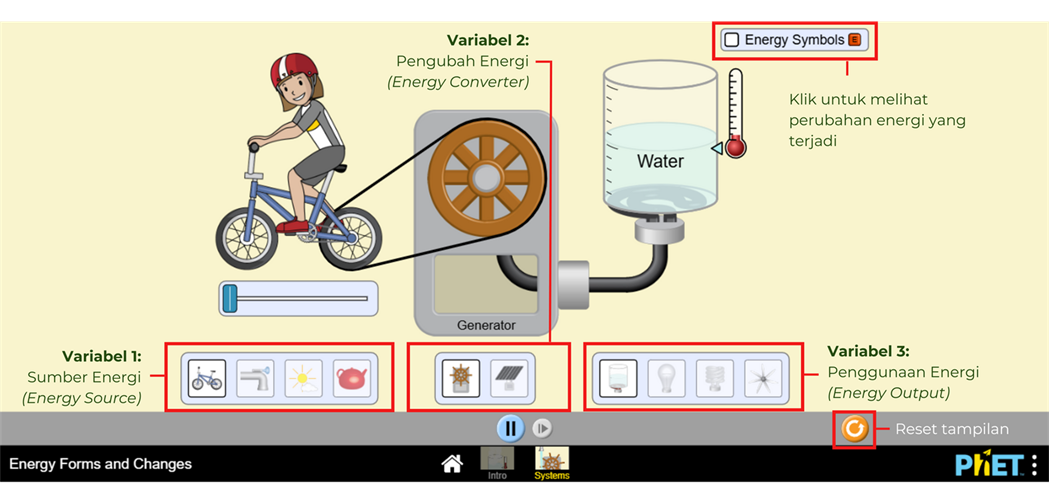 Variabel 2:
Pengubah Energi
(Energy Converter)
Energy Symbols E
Klik untuk melihat
perubahan energi yang
terjadi
Water
Generator
Variabel 1:
Sumber Energi
(Energy Source)
Variabel 3:
Penggunaan Energi
(Energy Output)
Reset tampilan
Energy Forms and Changes
Intro
Systems
PhET